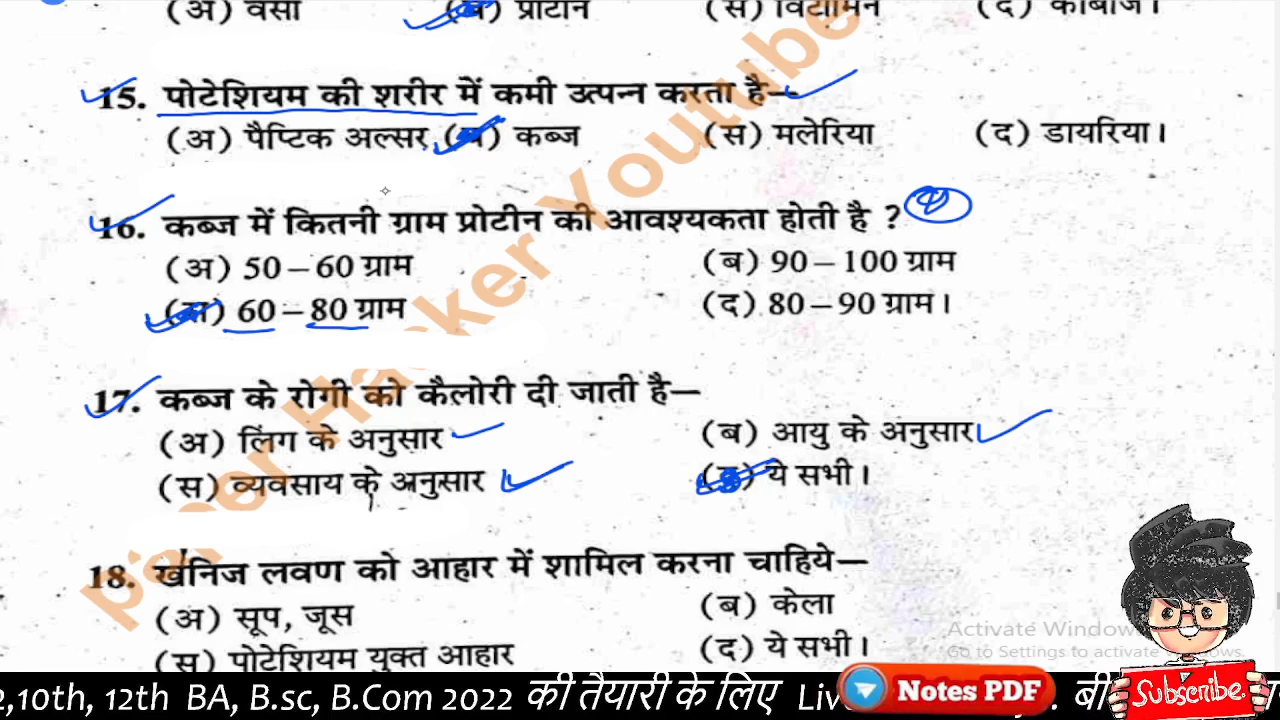 (अ) वसा (ब) प्रोटीन (स) विटामिन (द) कार्बोज।
15. पोटेशियम की शरीर में कमी उत्पन्न करता है—
(अ) पैप्टिक अल्सर (ब) कब्ज (स) मलेरिया (द) डायरिया।
16. कब्ज में कितनी ग्राम प्रोटीन की आवश्यकता होती है ?
(अ) 50 – 60 ग्राम (ब) 90 – 100 ग्राम
(स) 60 – 80 ग्राम (द) 80 – 90 ग्राम।
17. कब्ज के रोगी को कैलोरी दी जाती है—
(अ) लिंग के अनुसार (ब) आयु के अनुसार
(स) व्यवसाय के अनुसार (द) ये सभी।
18. खनिज लवण को आहार में शामिल करना चाहिये—
(अ) सूप, जूस (ब) केला
(स) पोटेशियम युक्त आहार (द) ये सभी।
Paper Hacker Youtube
Activate Windows
Go to Settings to activate Windows.
,10th, 12th BA, B.sc, B.Com 2022 की तैयारी के लिए Liv
Notes PDF
Subscribe